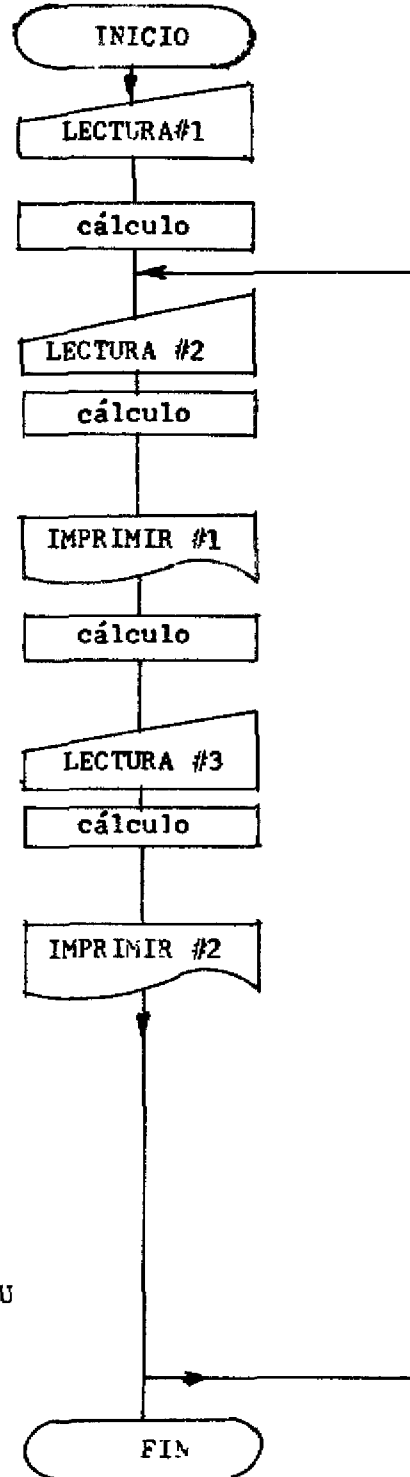 INICIO
LECTURA#1
cálculo
LECTURA #2
cálculo
IMPRIMIR #1
cálculo
LECTURA #3
cálculo
IMPRIMIR #2
U
FIN